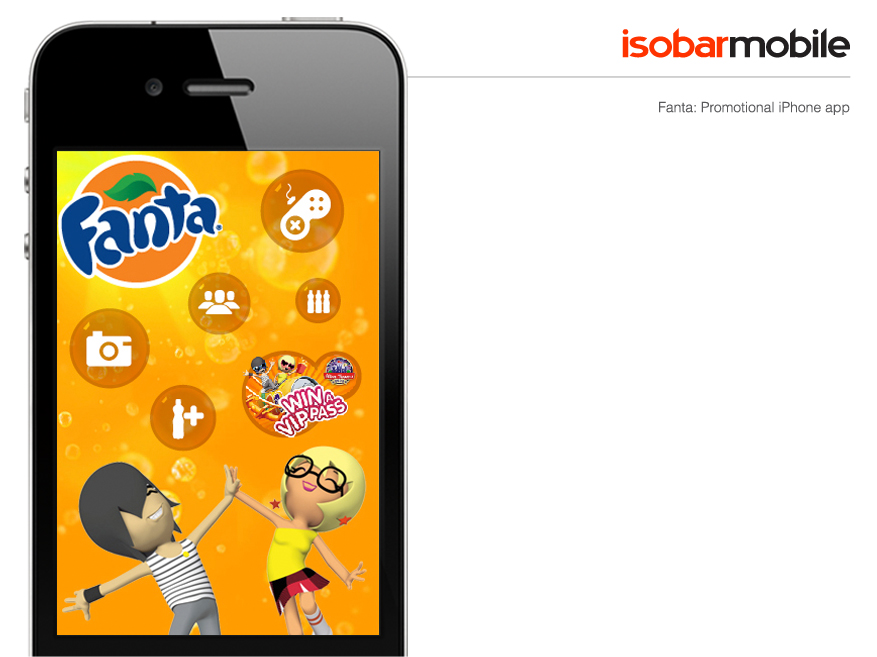 isobarmobile
Fanta: Promotional iPhone app
Fanta
WIN A
VIP PASS